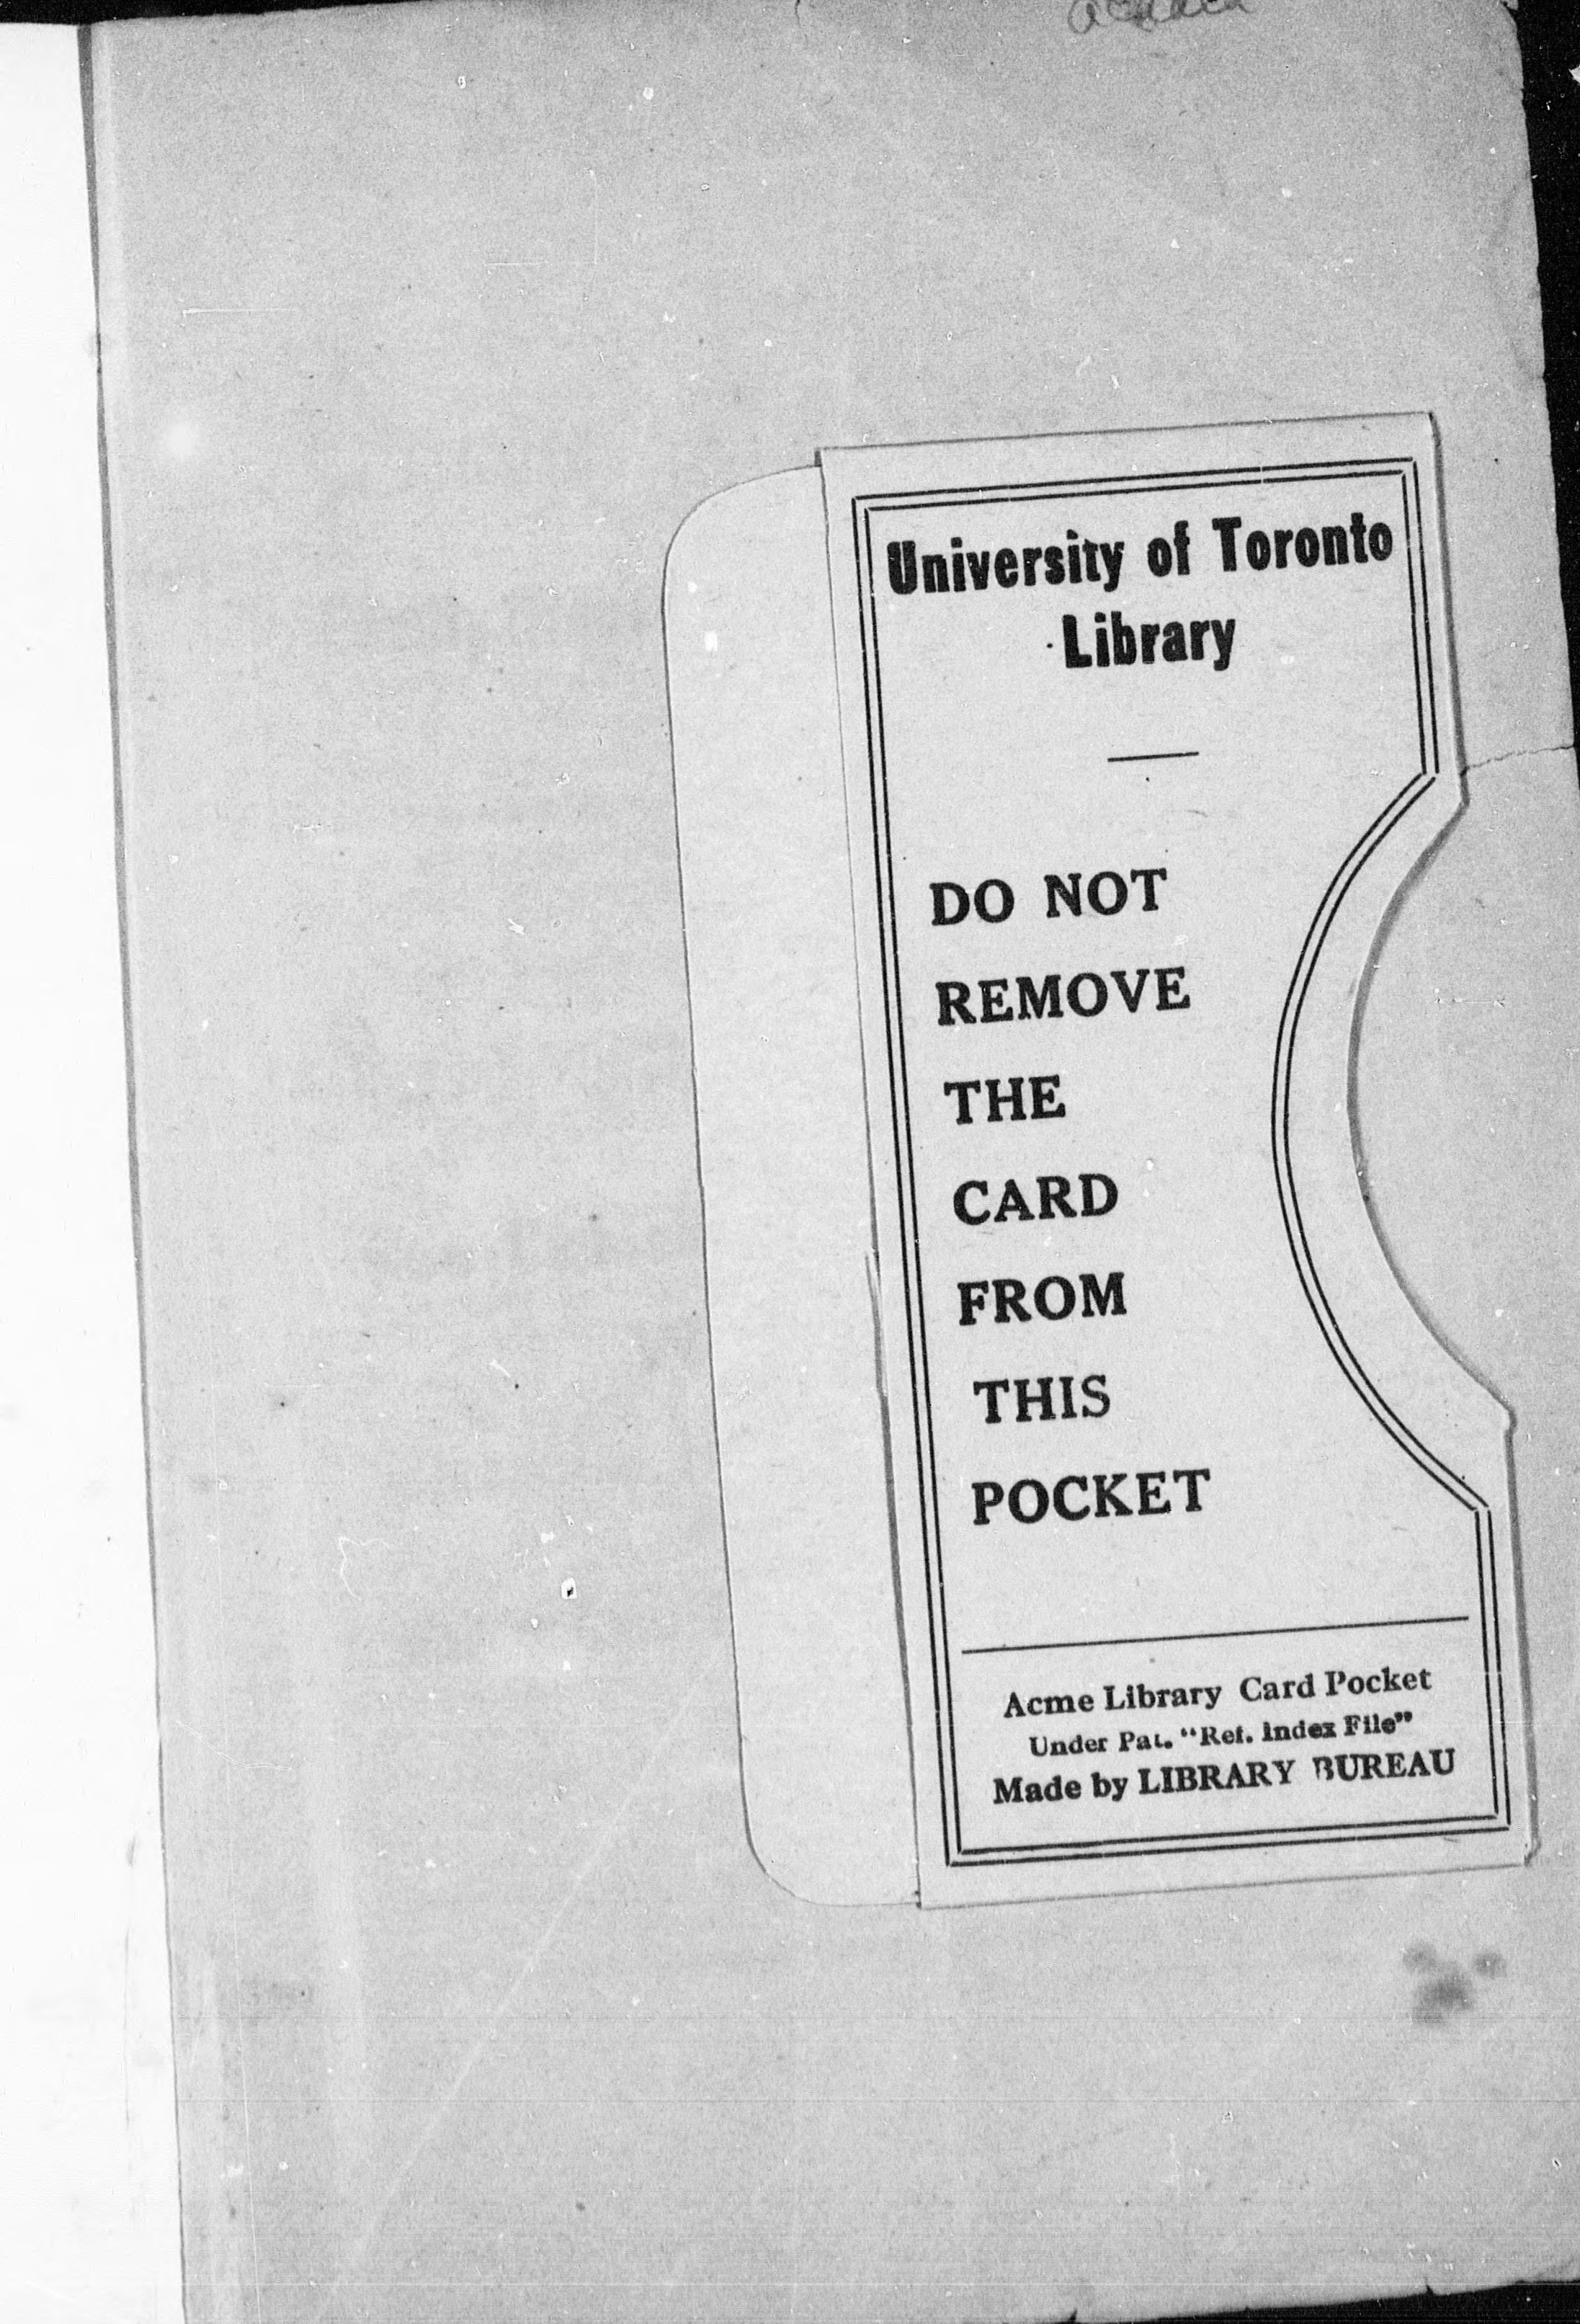 University of Toronto
Library
DO NOT
REMOVE
THE
CARD
FROM
THIS
POCKET
Acme Library Card Pocket
Under Pat. "Ref. Index File"
Made by LIBRARY BUREAU